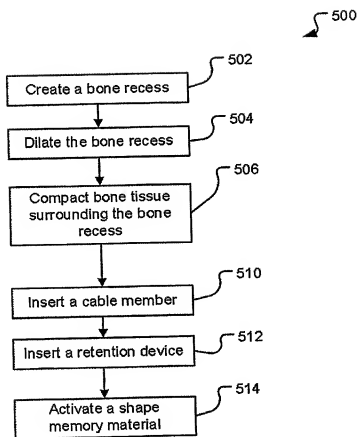 500
Create a bone recess
502
Dilate the bone recess
504
Compact bone tissue
surrounding the bone
recess
506
Insert a cable member
510
Insert a retention device
512
Activate a shape
memory material
514